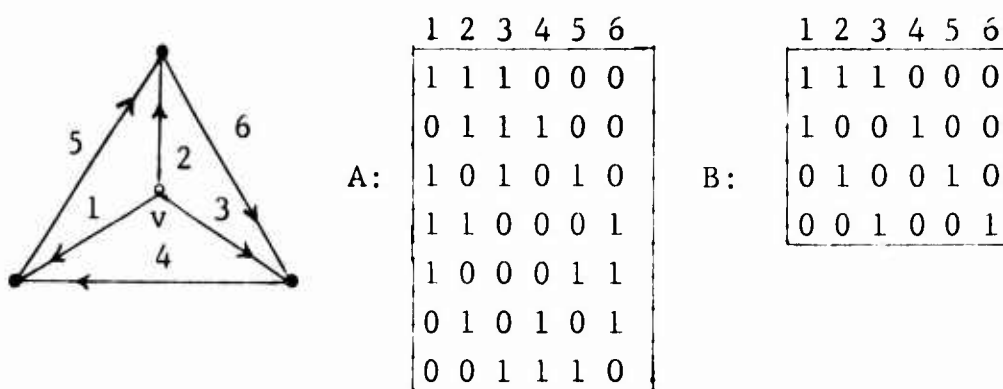 5
6
2
1
3
v
4
A:
1 2 3 4 5 6
1 1 1 0 0 0
0 1 1 1 0 0
1 0 1 0 1 0
1 1 0 0 0 1
1 0 0 0 1 1
0 1 0 1 0 1
0 0 1 1 1 0
B:
1 2 3 4 5 6
1 1 1 0 0 0
1 0 0 1 0 0
0 1 0 0 1 0
0 0 1 0 0 1